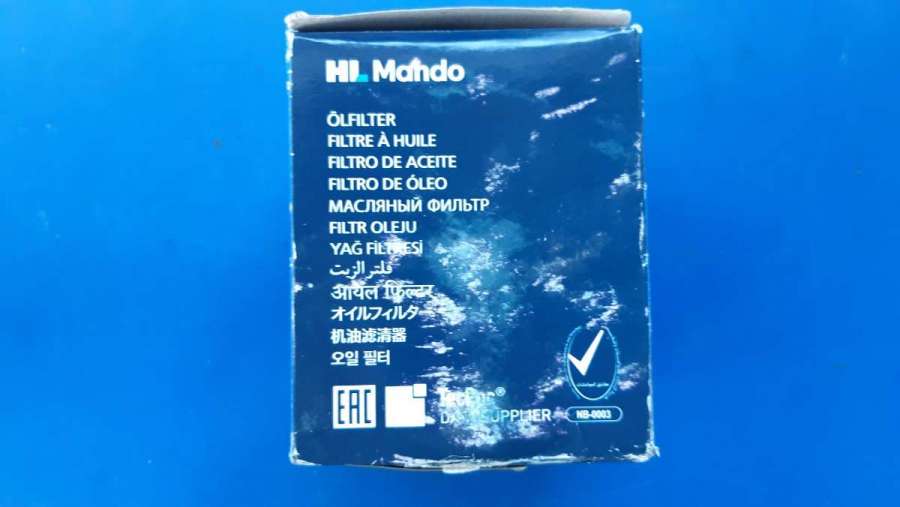 HL Mando
ÖLFILTER
FILTRE À HUILE
FILTRO DE ACEITE
FILTRO DE ÓLEO
МАСЛЯНЫЙ ФИЛЬТР
FILTR OLEJU
YAĞ FİLTRESİ
فلتر الزيت
आयल फिल्टर
オイルフィルタ
机油滤清器
오일 필터
EAC
SUPPLIER
NB-0003